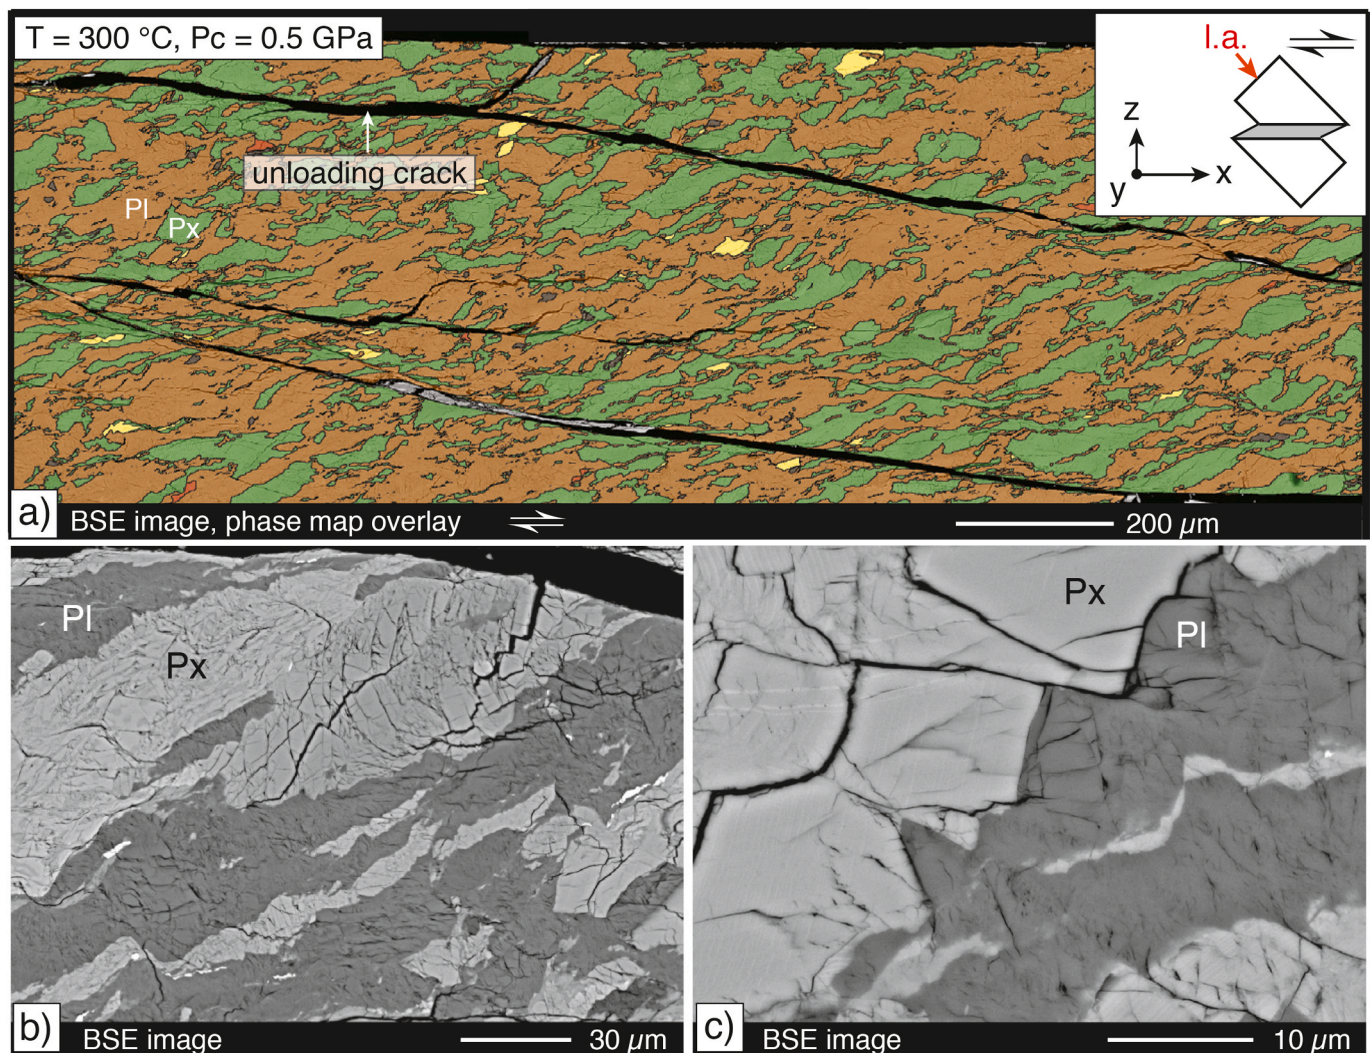 T = 300 °C, Pc = 0.5 GPa
l.a.
z
y
x
unloading crack
Pl
Px
a)
BSE image, phase map overlay
200 µm
Pl
Px
b)
BSE image
30 µm
Px
Pl
c)
BSE image
10 µm